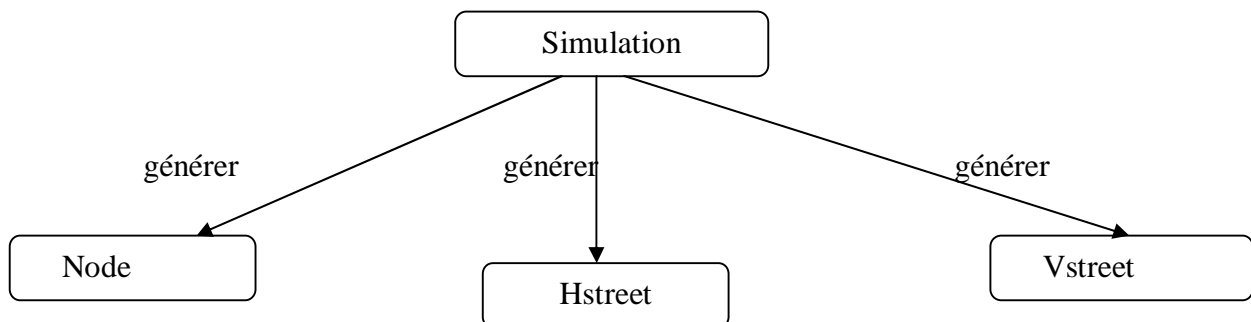 Simulation
générer
générer
générer
Node
Hstreet
Vstreet